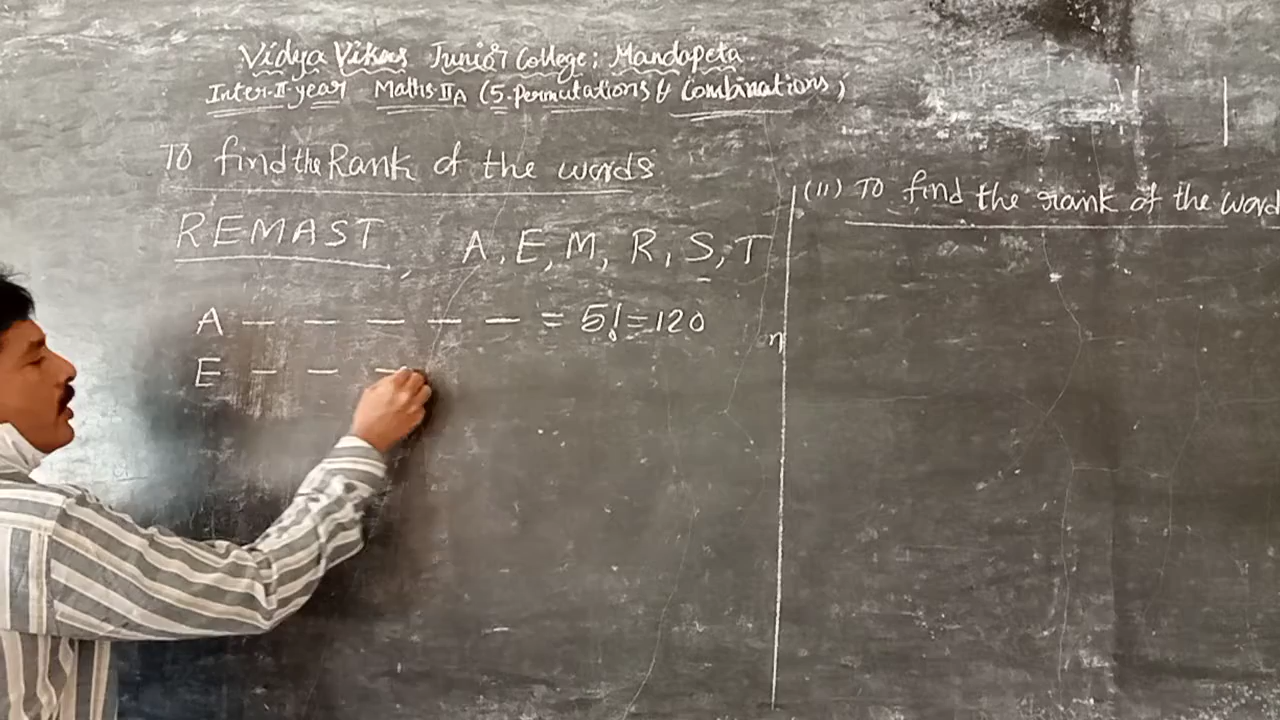 Vidya Vikas Junior College; Mandapeta
Inter-II-year Maths IIA (5. Permutations & Combinations)
To find the Rank of the words
REMAST, A, E, M, R, S, T
A – – – – – = 5! = 120
E – – –
n
(11) To find the rank of the word